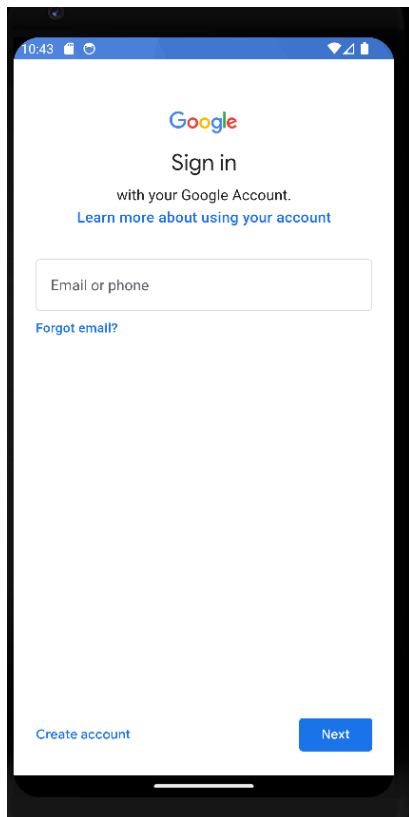 10:43
Google
Sign in
with your Google Account.
Learn more about using your account
Email or phone
Forgot email?
Create account
Next